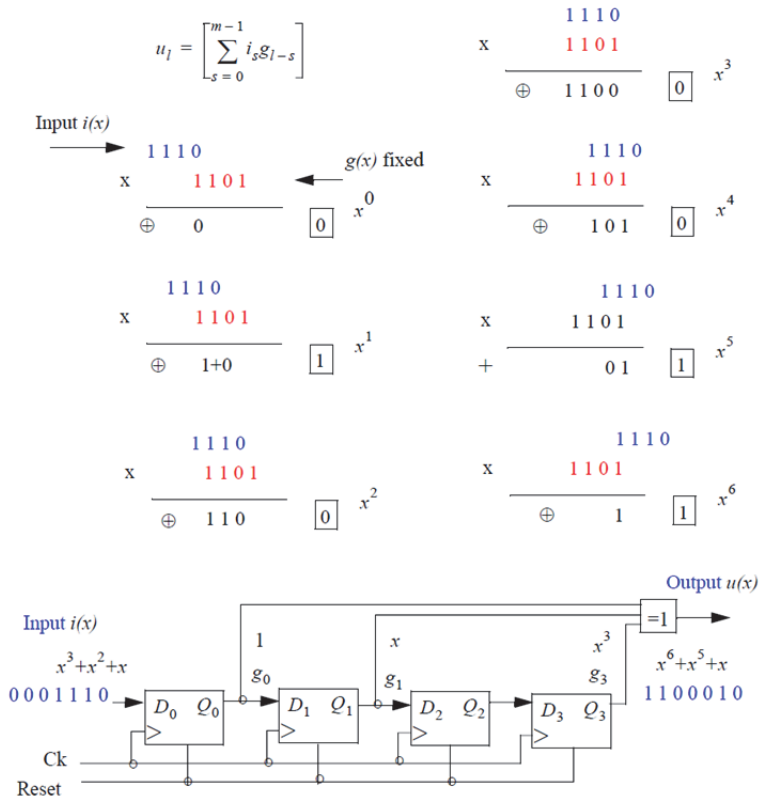 u_l = [ m−1 ∑ s = 0 i_s g_{l−s} ]
1 1 1 0
x 1 1 0 1
⊕ 1 1 0 0 0 x^3
Input i(x)
1 1 1 0
x 1 1 0 1
g(x) fixed
⊕ 0 0 x^0
1 1 1 0
x 1 1 0 1
⊕ 1 0 1 0 x^4
1 1 1 0
x 1 1 0 1
⊕ 1+0 1 x^1
1 1 1 0
x 1 1 0 1
+ 0 1 1 x^5
1 1 1 0
x 1 1 0 1
⊕ 1 1 0 0 x^2
1 1 1 0
x 1 1 0 1
⊕ 1 1 x^6
Output u(x)
=1
Input i(x)
1 x x^3
x^3+x^2+x
g_0 g_1 g_3
x^6+x^5+x
0 0 0 1 1 1 0
1 1 0 0 0 1 0
D_0 Q_0 D_1 Q_1 D_2 Q_2 D_3 Q_3
Ck
Reset